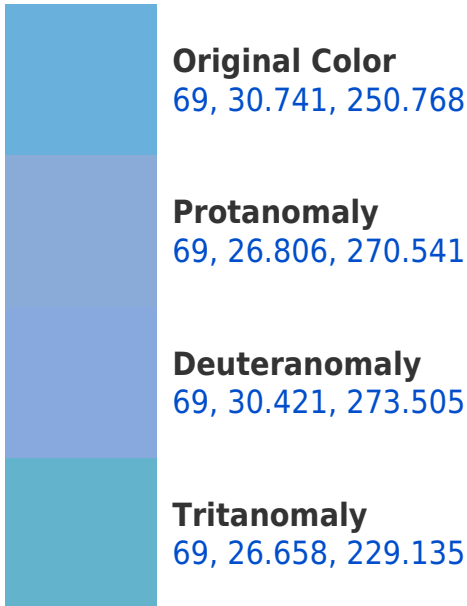 Original Color
69, 30.741, 250.768
Protanomaly
69, 26.806, 270.541
Deuteranomaly
69, 30.421, 273.505
Tritanomaly
69, 26.658, 229.135